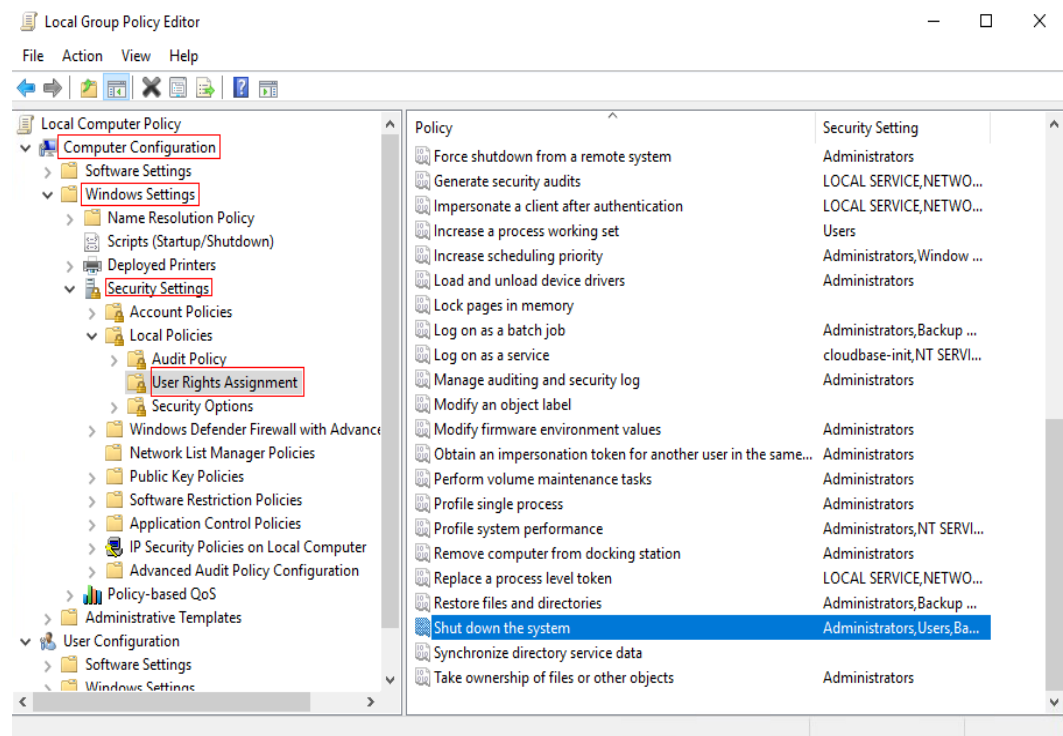 Local Group Policy Editor
File Action View Help
Local Computer Policy
Computer Configuration
Software Settings
Windows Settings
Name Resolution Policy
Scripts (Startup/Shutdown)
Deployed Printers
Security Settings
Account Policies
Local Policies
Audit Policy
User Rights Assignment
Security Options
Windows Defender Firewall with Advance
Network List Manager Policies
Public Key Policies
Software Restriction Policies
Application Control Policies
IP Security Policies on Local Computer
Advanced Audit Policy Configuration
Policy-based QoS
Administrative Templates
User Configuration
Software Settings
Windows Settings
Policy Security Setting
Force shutdown from a remote system Administrators
Generate security audits LOCAL SERVICE,NETWO...
Impersonate a client after authentication LOCAL SERVICE,NETWO...
Increase a process working set Users
Increase scheduling priority Administrators,Window ...
Load and unload device drivers Administrators
Lock pages in memory
Log on as a batch job Administrators,Backup ...
Log on as a service cloudbase-init,NT SERVI...
Manage auditing and security log Administrators
Modify an object label
Modify firmware environment values Administrators
Obtain an impersonation token for another user in the same... Administrators
Perform volume maintenance tasks Administrators
Profile single process Administrators
Profile system performance Administrators,NT SERVI...
Remove computer from docking station Administrators
Replace a process level token LOCAL SERVICE,NETWO...
Restore files and directories Administrators,Backup ...
Shut down the system Administrators,Users,Ba...
Synchronize directory service data
Take ownership of files or other objects Administrators